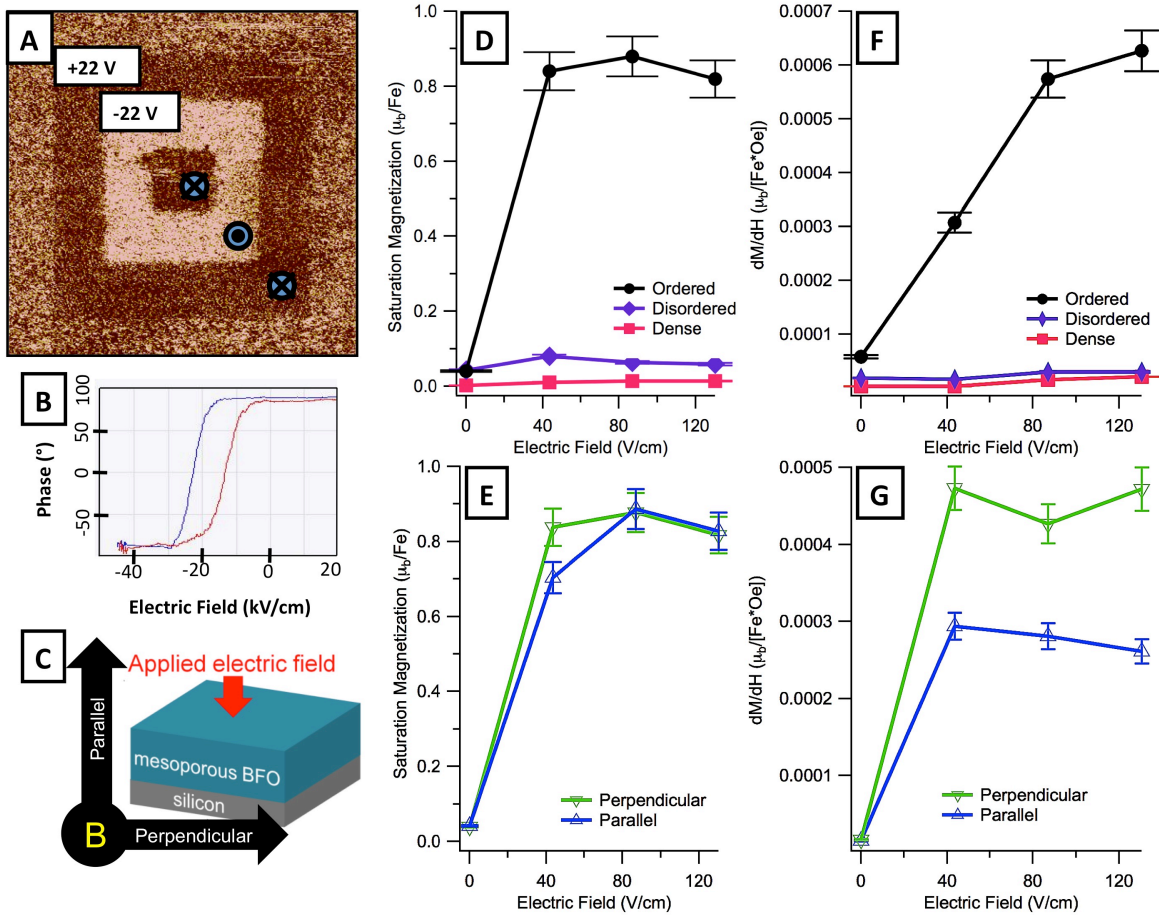 A
+22 V
-22 V
B
Phase (°)
100
50
0
-50
-40
-20
0
20
Electric Field (kV/cm)
C
Applied electric field
Parallel
mesoporous BFO
silicon
B
Perpendicular
D
Saturation Magnetization (μb/Fe)
1.0
0.8
0.6
0.4
0.2
0.0
Ordered
Disordered
Dense
0
40
80
120
Electric Field (V/cm)
E
Saturation Magnetization (μb/Fe)
1.0
0.8
0.6
0.4
0.2
0.0
Perpendicular
Parallel
0
40
80
120
Electric Field (V/cm)
F
dM/dH (μb/[Fe*Oe])
0.0007
0.0006
0.0005
0.0004
0.0003
0.0002
0.0001
Ordered
Disordered
Dense
0
40
80
120
Electric Field (V/cm)
G
dM/dH (μb/[Fe*Oe])
0.0005
0.0004
0.0003
0.0002
0.0001
Perpendicular
Parallel
0
40
80
120
Electric Field (V/cm)